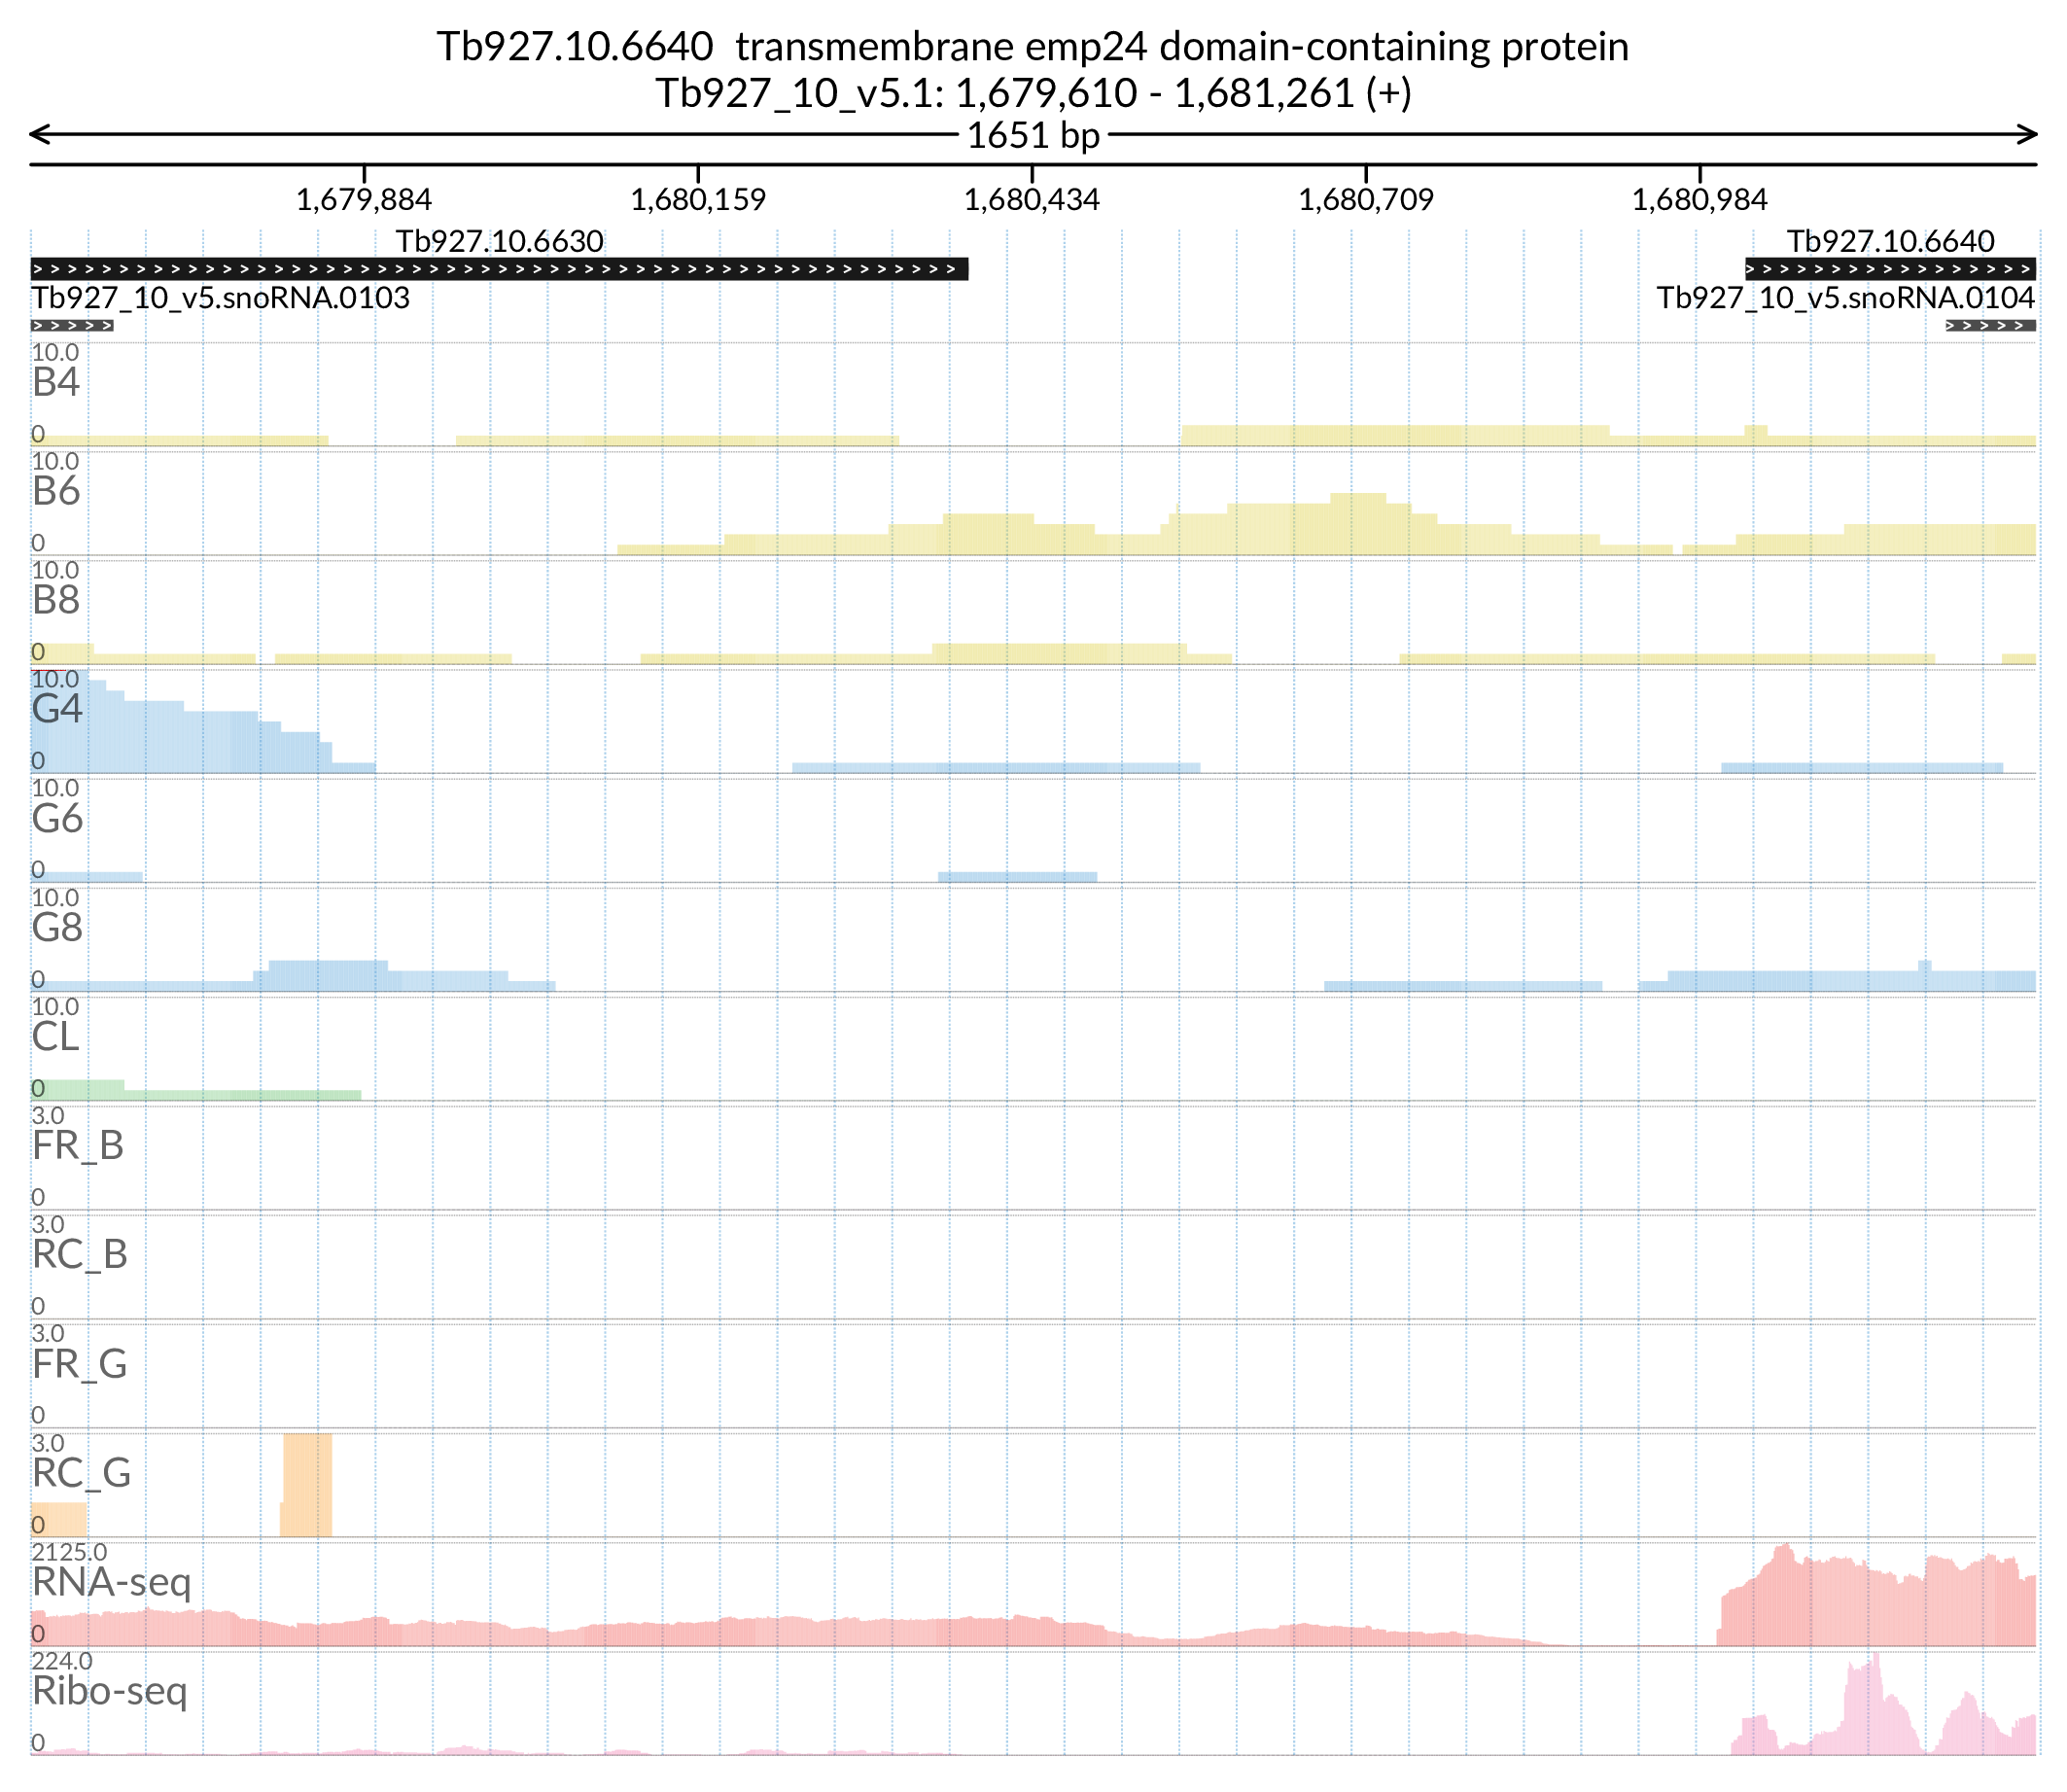 Tb927.10.6640  transmembrane emp24 domain-containing protein
Tb927_10_v5.1: 1,679,610 - 1,681,261 (+)
1651 bp
1,679,884 1,680,159 1,680,434 1,680,709 1,680,984
Tb927.10.6630 Tb927.10.6640
Tb927_10_v5.snoRNA.0103 Tb927_10_v5.snoRNA.0104
10.0
B4
0
10.0
B6
0
10.0
B8
0
10.0
G4
0
10.0
G6
0
10.0
G8
0
10.0
CL
0
3.0
FR_B
0
3.0
RC_B
0
3.0
FR_G
0
3.0
RC_G
0
2125.0
RNA-seq
0
224.0
Ribo-seq
0